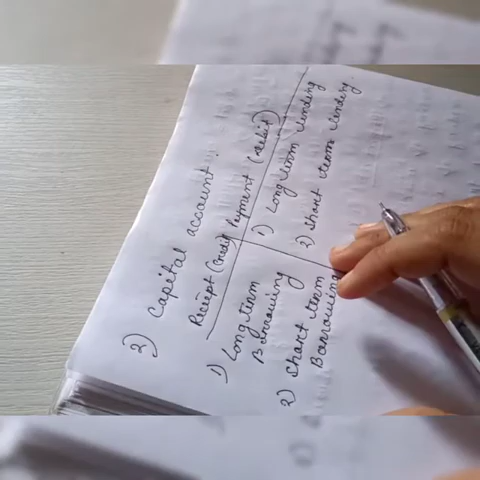 3) Capital account :
Receipt (credit) Payment (debit)
1) Long term
Borrowing
2) Short term
Borrowing
1) Long term lending
2) Short term lending.